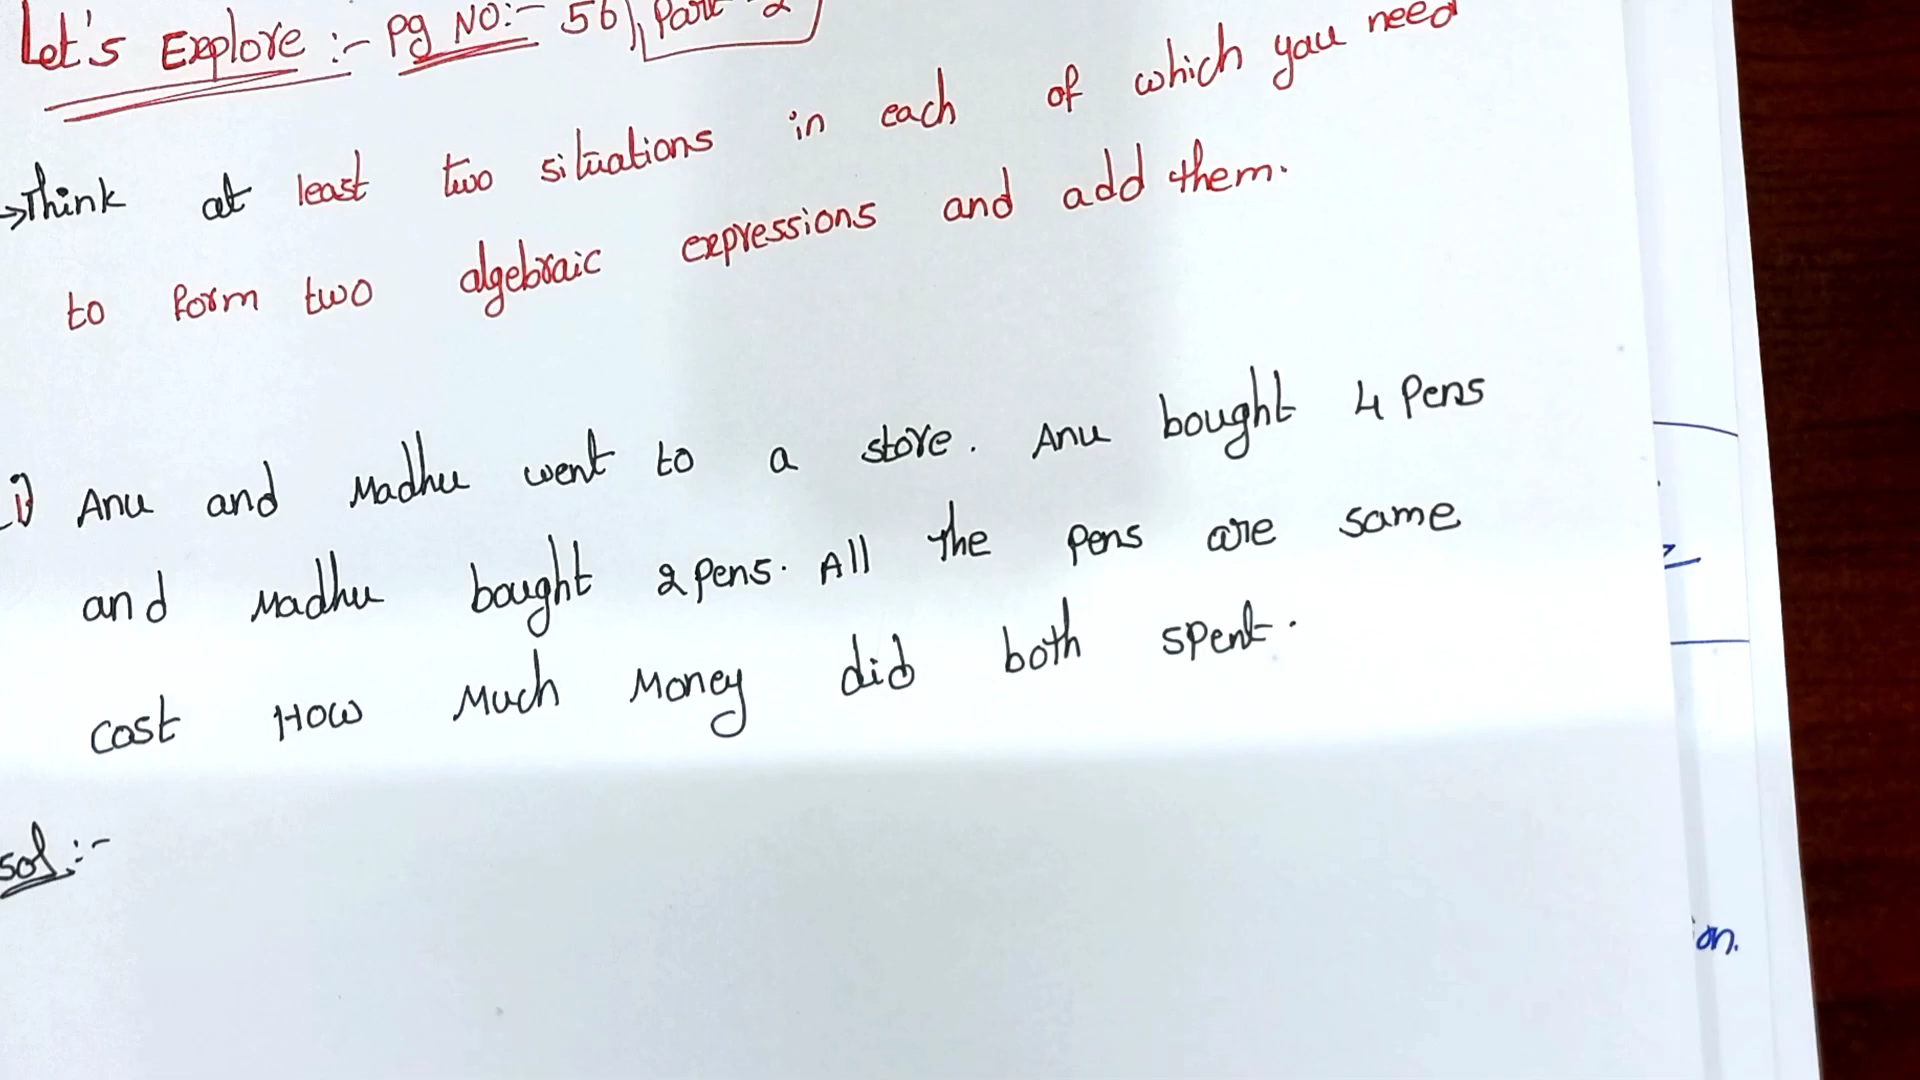 Let's Explore :- Pg NO:- 56), Part - 2
→Think at least two situations in each of which you need
to form two algebraic expressions and add them.
i) Anu and Madhu went to a store. Anu bought 4 Pens
and Madhu bought 2 pens. All the pens are same
cost How Much Money did both spent.
sol:-
on.